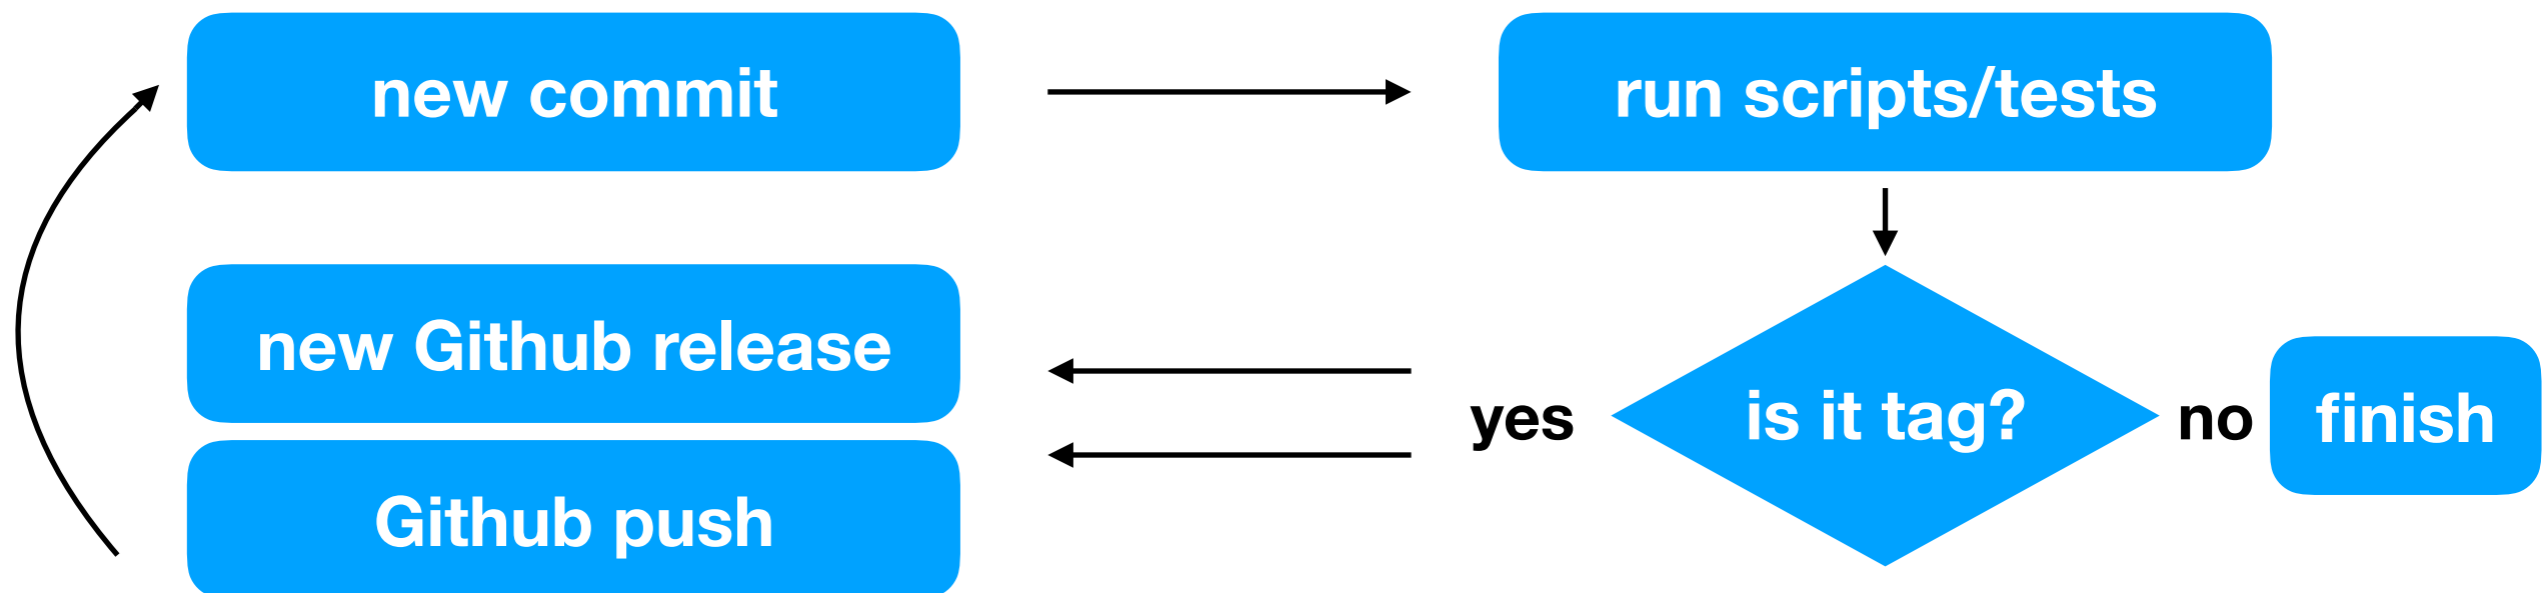 new commit
run scripts/tests
new Github release
yes
is it tag?
no
finish
Github push